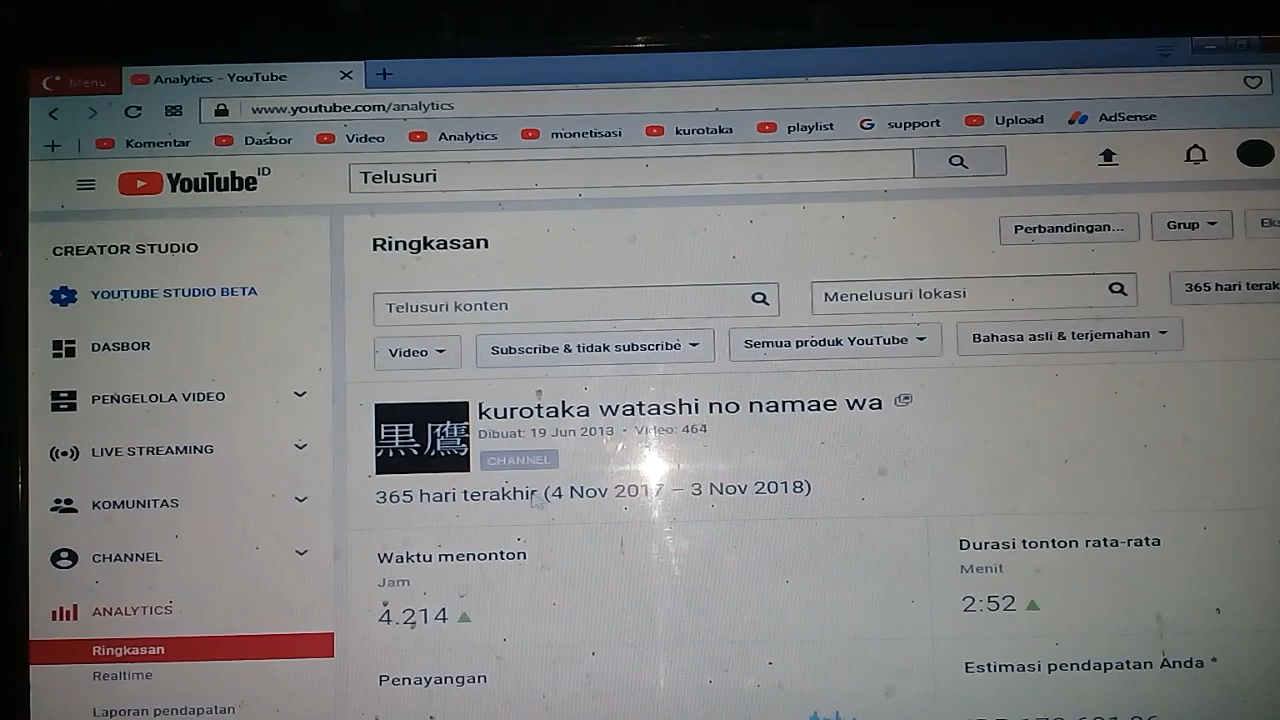 Menu
Analytics - YouTube
www.youtube.com/analytics
Komentar Dasbor Video Analytics monetisasi kurotaka playlist support Upload AdSense
YouTube ID Telusuri
CREATOR STUDIO
Ringkasan
Perbandingan... Grup
YOUTUBE STUDIO BETA
Telusuri konten Menelusuri lokasi 365 hari terak
DASBOR
Video Subscribe & tidak subscribe Semua produk YouTube Bahasa asli & terjemahan
PENGELOLA VIDEO
kurotaka watashi no namae wa
黒鷹
Dibuat: 19 Jun 2013 • Video: 464
LIVE STREAMING
CHANNEL
365 hari terakhir (4 Nov 2017 – 3 Nov 2018)
KOMUNITAS
CHANNEL
Waktu menonton
Jam
4.214
Durasi tonton rata-rata
Menit
2:52
ANALYTICS
Ringkasan
Realtime
Laporan pendapatan
Penayangan
Estimasi pendapatan Anda *